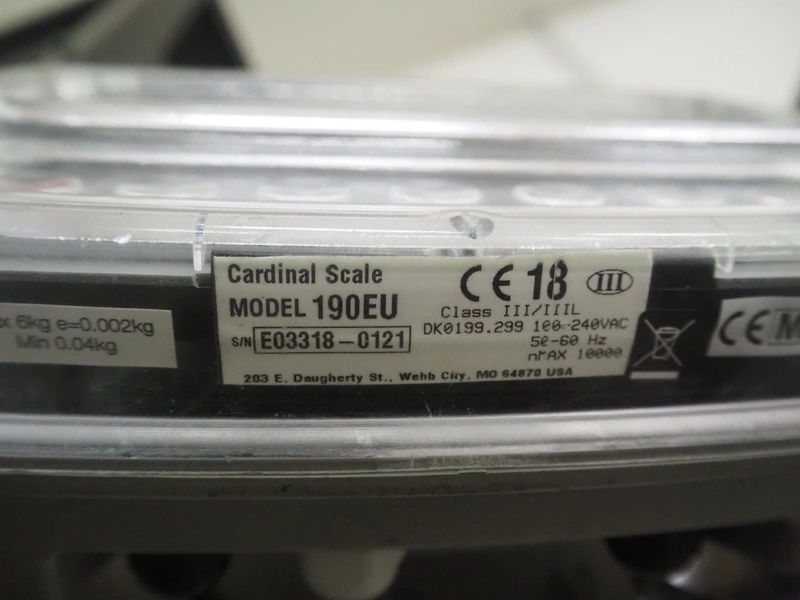 6kg e=0.002kg
Min 0.04kg
Cardinal Scale
MODEL 190EU
S/N E03318-0121
CE 18 III
Class III/IIIL
DK0199.299 100-240VAC
50-60 Hz
nMAX 10000
203 E. Daugherty St., Webb City, MO 64870 USA
CE M